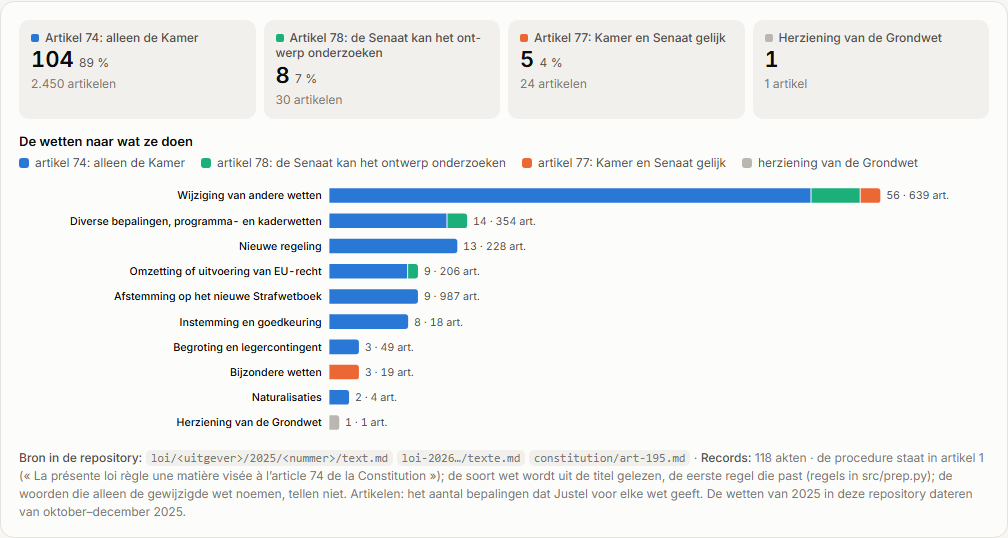 Artikel 74: alleen de Kamer
104 89 %
2.450 artikelen
Artikel 78: de Senaat kan het ont-
werp onderzoeken
8 7 %
30 artikelen
Artikel 77: Kamer en Senaat gelijk
5 4 %
24 artikelen
Herziening van de Grondwet
1
1 artikel
De wetten naar wat ze doen
artikel 74: alleen de Kamer
artikel 78: de Senaat kan het ontwerp onderzoeken
artikel 77: Kamer en Senaat gelijk
herziening van de Grondwet
Wijziging van andere wetten 56 · 639 art.
Diverse bepalingen, programma- en kaderwetten 14 · 354 art.
Nieuwe regeling 13 · 228 art.
Omzetting of uitvoering van EU-recht 9 · 206 art.
Afstemming op het nieuwe Strafwetboek 9 · 987 art.
Instemming en goedkeuring 8 · 18 art.
Begroting en legercontingent 3 · 49 art.
Bijzondere wetten 3 · 19 art.
Naturalisaties 2 · 4 art.
Herziening van de Grondwet 1 · 1 art.
Bron in de repository: loi/<uitgever>/2025/<nummer>/text.md loi-2026…/texte.md constitution/art-195.md · Records: 118 akten · de procedure staat in artikel 1
(« La présente loi règle une matière visée à l'article 74 de la Constitution »); de soort wet wordt uit de titel gelezen, de eerste regel die past (regels in src/prep.py); de
woorden die alleen de gewijzigde wet noemen, tellen niet. Artikelen: het aantal bepalingen dat Justel voor elke wet geeft. De wetten van 2025 in deze repository dateren
van oktober–december 2025.